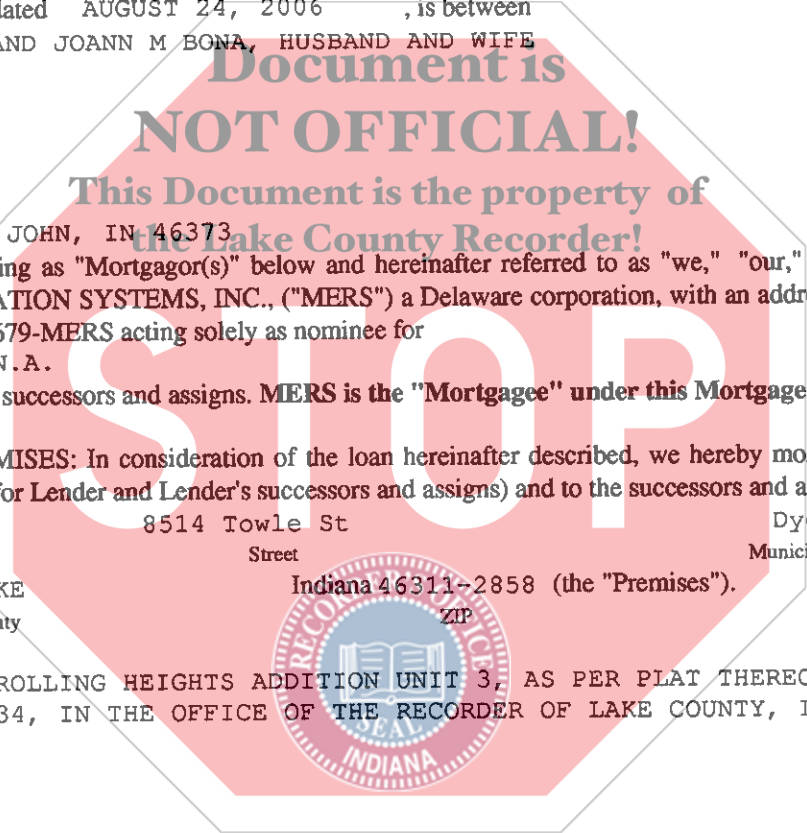 lated AUGUST 24, 2006 , is between
AND JOANN M BONA, HUSBAND AND WIFE
Document is
NOT OFFICIAL!
This Document is the property of
JOHN, IN 46373
the Lake County Recorder!
ing as "Mortgagor(s)" below and hereinafter referred to as "we," "our,"
ATION SYSTEMS, INC., ("MERS") a Delaware corporation, with an addr
679-MERS acting solely as nominee for
N.A.
successors and assigns. MERS is the "Mortgagee" under this Mortgage
STOP
MISES: In consideration of the loan hereinafter described, we hereby mo
for Lender and Lender's successors and assigns) and to the successors and a
8514 Towle St Dy
Street Munici
KE Indiana 46311-2858 (the "Premises").
nty ZIP
RECORDER'S OFFICE
ROLLING HEIGHTS ADDITION UNIT 3, AS PER PLAT THEREO
34, IN THE OFFICE OF THE RECORDER OF LAKE COUNTY, I
SEAL
INDIANA